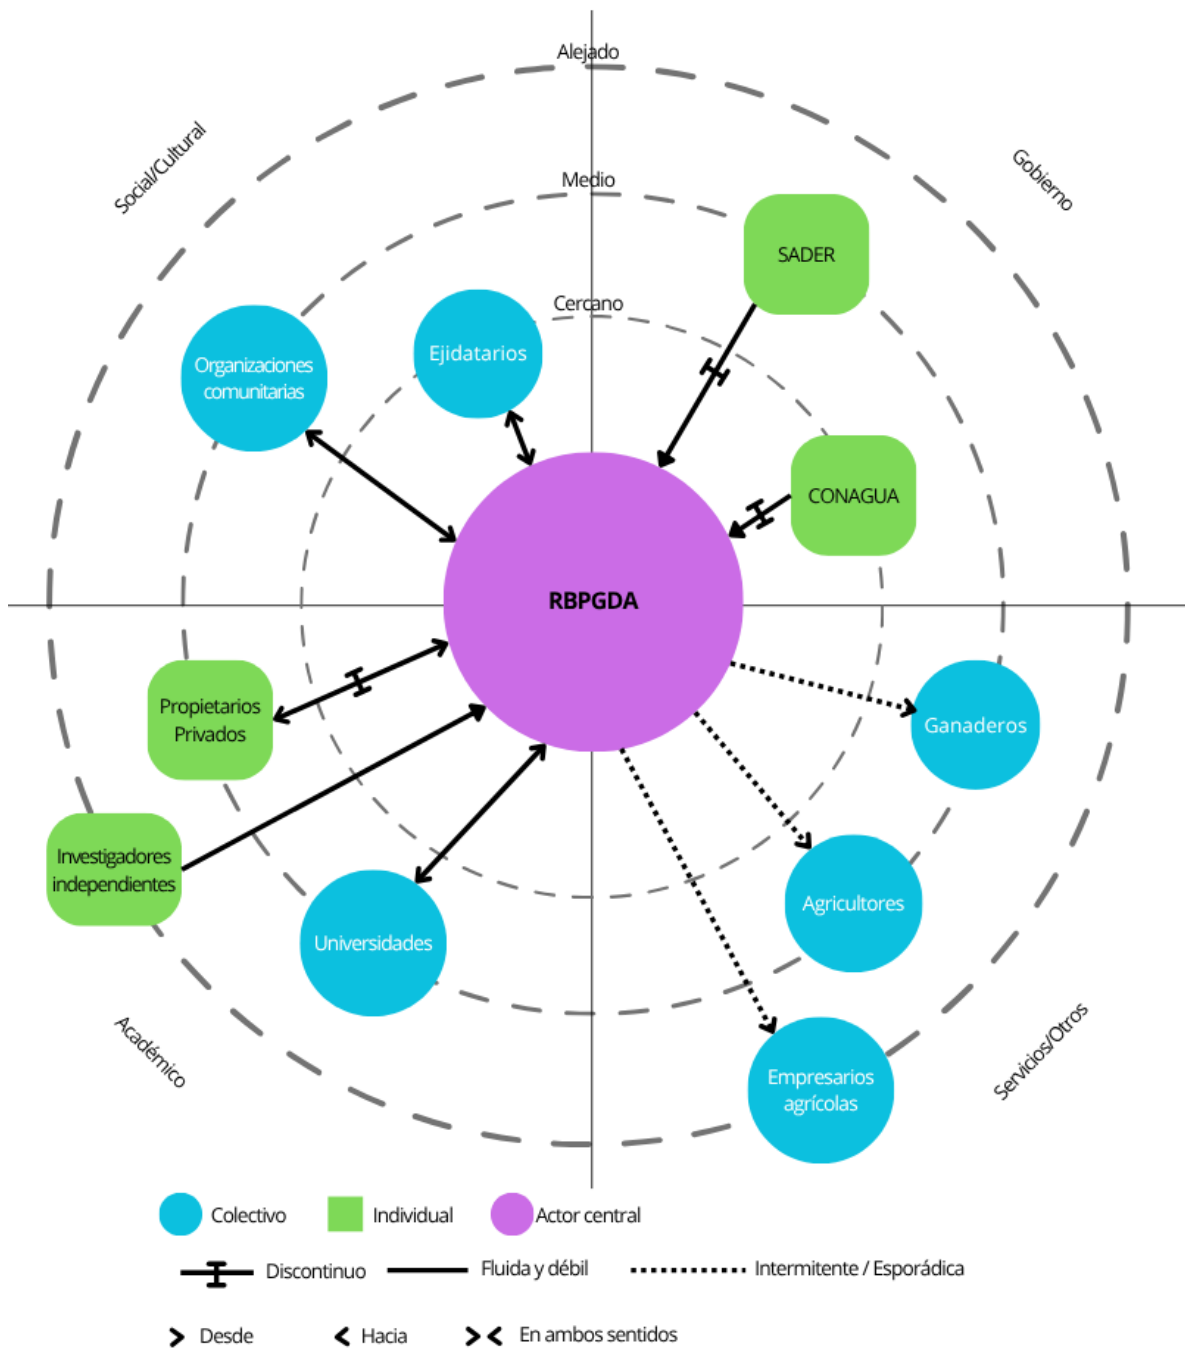 Alejado
Social/Cultural
Gobierno
Medio
SADER
Cercano
Ejidatarios
Organizaciones
comunitarias
CONAGUA
RBPGDA
Propietarios
Privados
Ganaderos
Investigadores
independientes
Agricultores
Universidades
Académico
Servicios/Otros
Empresarios
agrícolas
Colectivo
Individual
Actor central
Discontinuo
Fluida y débil
Intermitente / Esporádica
Desde
Hacia
En ambos sentidos